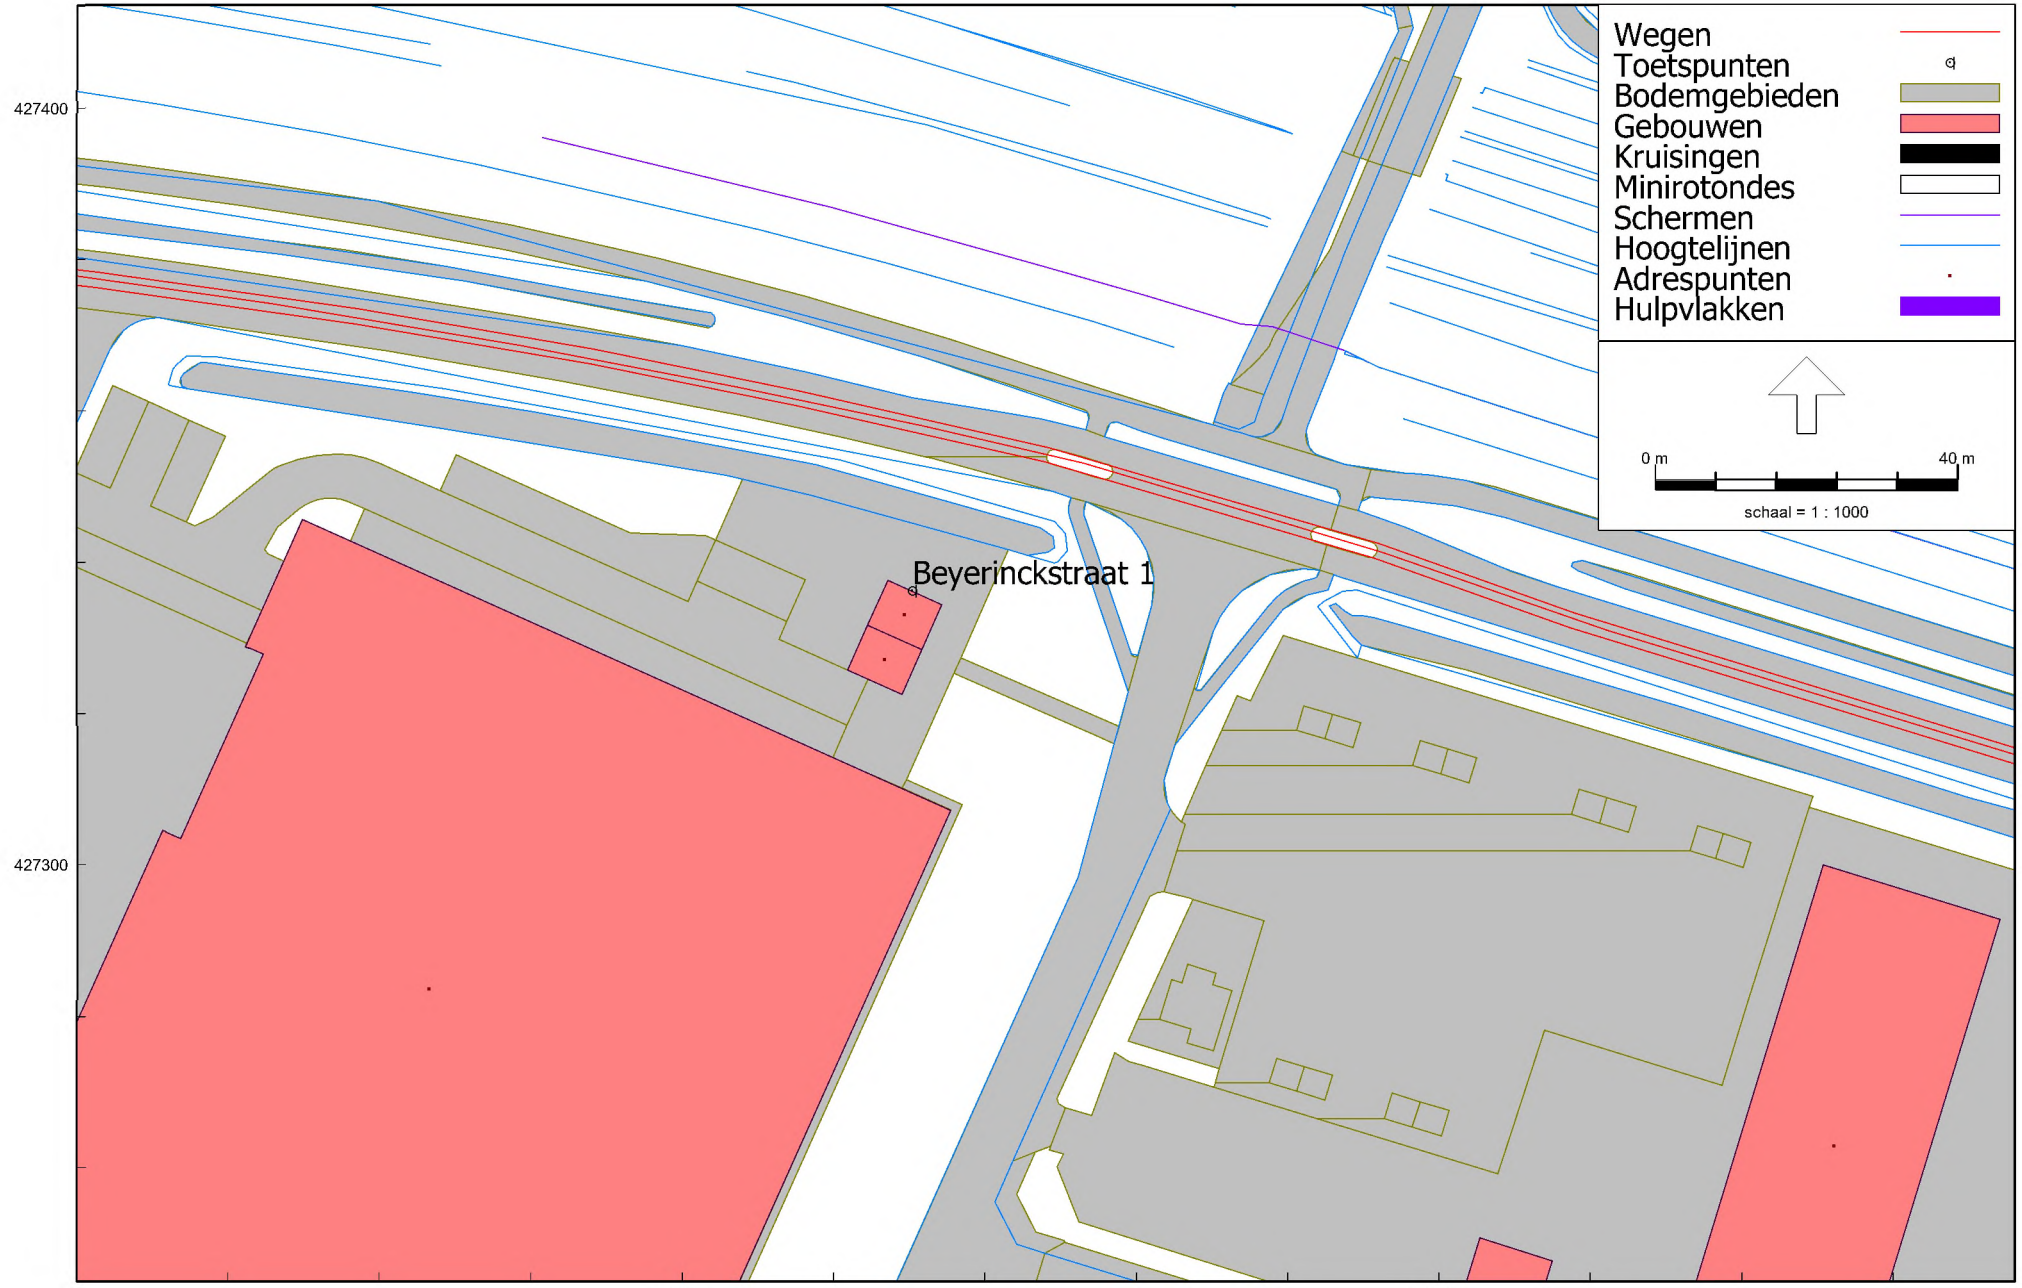 Wegen
Toetspunten
Bodemgebieden
Gebouwen
Kruisingen
Minirotondes
Schermen
Hoogtelijnen
Adrespunten
Hulpvlakken
0 m 40 m
schaal = 1 : 1000
427400
Beyerinckstraat 1
427300